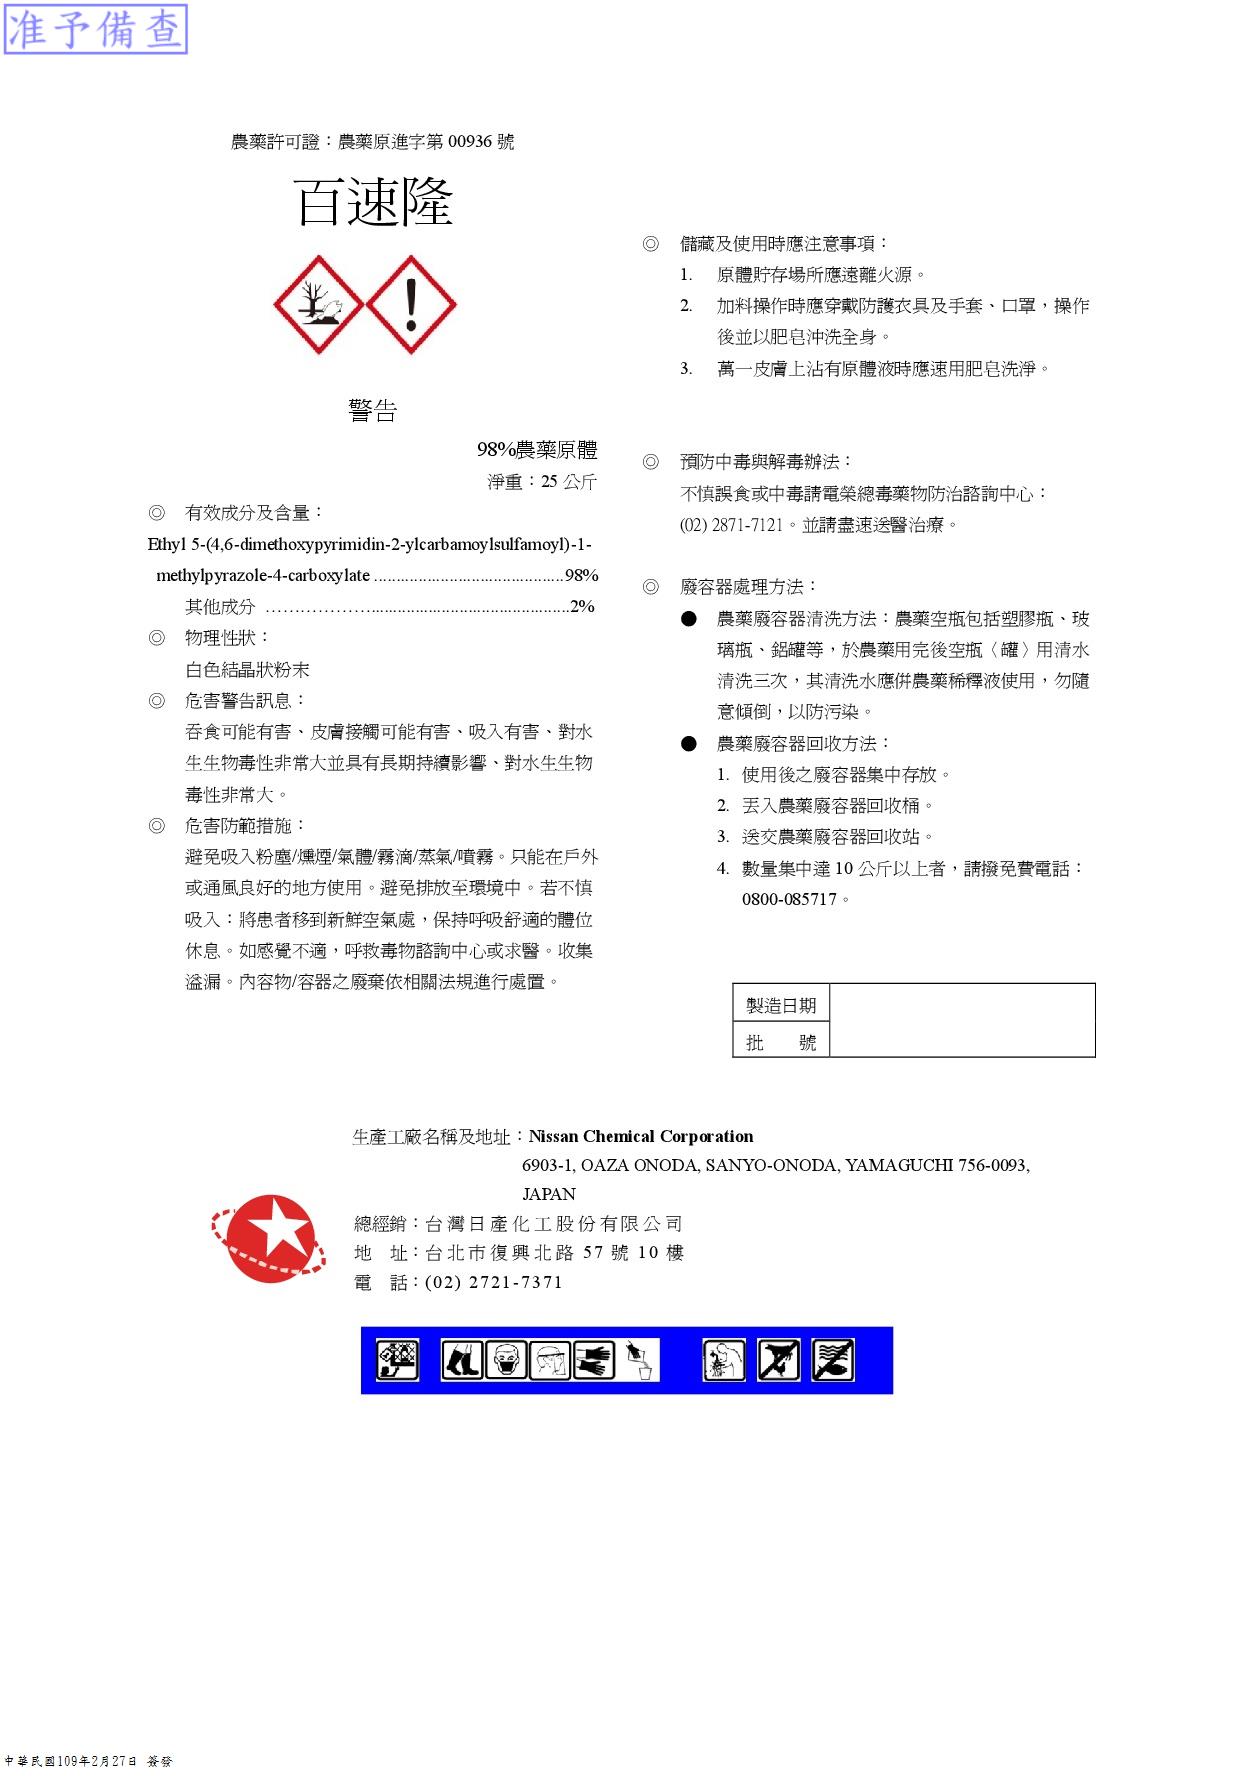 准予備查
農藥許可證：農藥原進字第 00936 號
百速隆
警告
98%農藥原體
淨重：25 公斤
◎ 有效成分及含量：
Ethyl 5-(4,6-dimethoxypyrimidin-2-ylcarbamoylsulfamoyl)-1-
methylpyrazole-4-carboxylate ..........................................98%
其他成分 ………………............................................2%
◎ 物理性狀：
白色結晶狀粉末
◎ 危害警告訊息：
吞食可能有害、皮膚接觸可能有害、吸入有害、對水
生生物毒性非常大並具有長期持續影響、對水生生物
毒性非常大。
◎ 危害防範措施：
避免吸入粉塵/燻煙/氣體/霧滴/蒸氣/噴霧。只能在戶外
或通風良好的地方使用。避免排放至環境中。若不慎
吸入：將患者移到新鮮空氣處，保持呼吸舒適的體位
休息。如感覺不適，呼救毒物諮詢中心或求醫。收集
溢漏。內容物/容器之廢棄依相關法規進行處置。
◎ 儲藏及使用時應注意事項：
1. 原體貯存場所應遠離火源。
2. 加料操作時應穿戴防護衣具及手套、口罩，操作
後並以肥皂沖洗全身。
3. 萬一皮膚上沾有原體液時應速用肥皂洗淨。
◎ 預防中毒與解毒辦法：
不慎誤食或中毒請電榮總毒藥物防治諮詢中心：
(02) 2871-7121。並請盡速送醫治療。
◎ 廢容器處理方法：
● 農藥廢容器清洗方法：農藥空瓶包括塑膠瓶、玻
璃瓶、鋁罐等，於農藥用完後空瓶〈罐〉用清水
清洗三次，其清洗水應併農藥稀釋液使用，勿隨
意傾倒，以防污染。
● 農藥廢容器回收方法：
1. 使用後之廢容器集中存放。
2. 丟入農藥廢容器回收桶。
3. 送交農藥廢容器回收站。
4. 數量集中達 10 公斤以上者，請撥免費電話：
0800-085717。
製造日期
批　　號
生產工廠名稱及地址：Nissan Chemical Corporation
6903-1, OAZA ONODA, SANYO-ONODA, YAMAGUCHI 756-0093,
JAPAN
總經銷：台灣日產化工股份有限公司
地　址：台北市復興北路 57 號 10 樓
電　話：(02) 2721-7371
中華民國109年2月27日 簽發